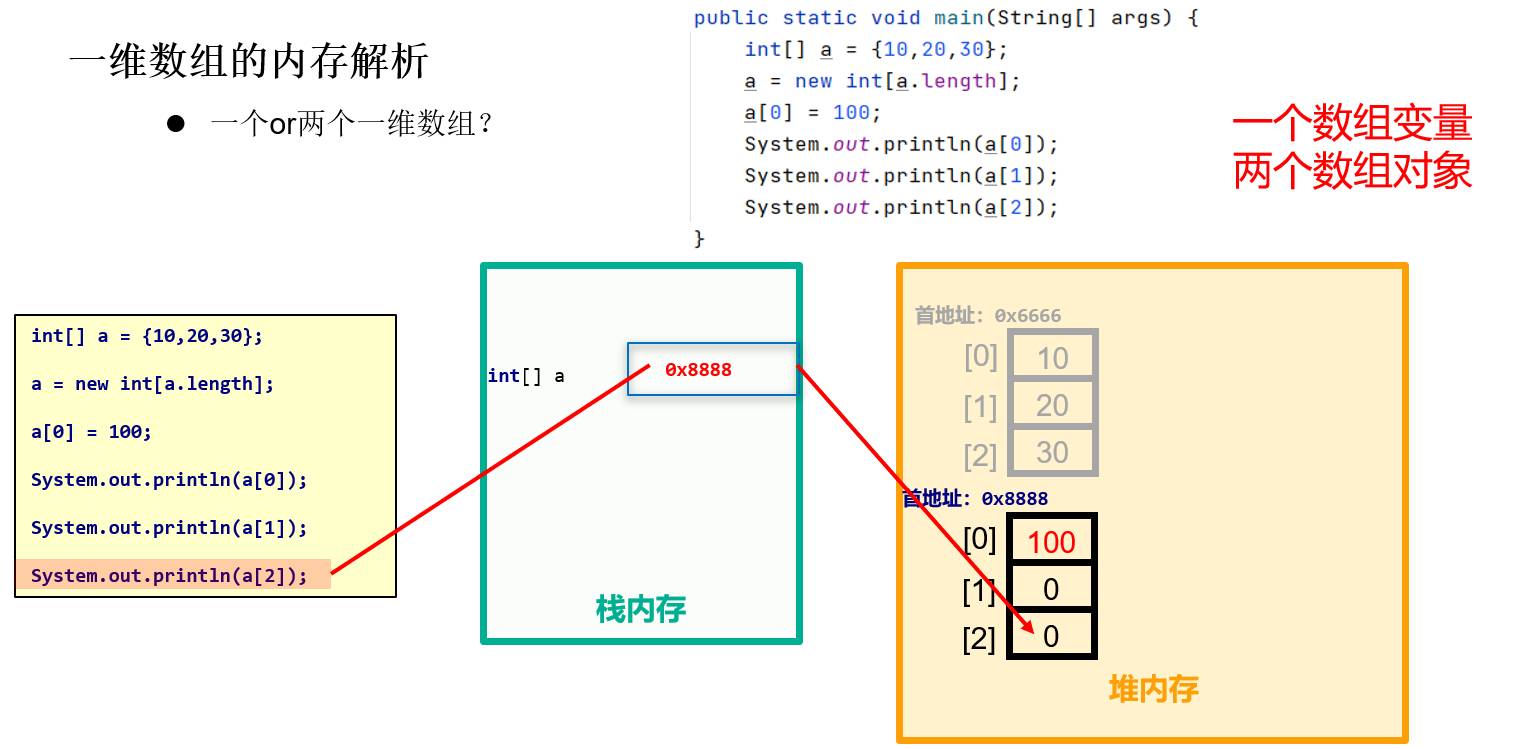 一维数组的内存解析
● 一个or两个一维数组？
public static void main(String[] args) {
int[] a = {10,20,30};
a = new int[a.length];
a[0] = 100;
System.out.println(a[0]);
System.out.println(a[1]);
System.out.println(a[2]);
}
一个数组变量
两个数组对象
int[] a = {10,20,30};
a = new int[a.length];
a[0] = 100;
System.out.println(a[0]);
System.out.println(a[1]);
System.out.println(a[2]);
int[] a
0x8888
栈内存
首地址：0x6666
[0] 10
[1] 20
[2] 30
首地址：0x8888
[0] 100
[1] 0
[2] 0
堆内存